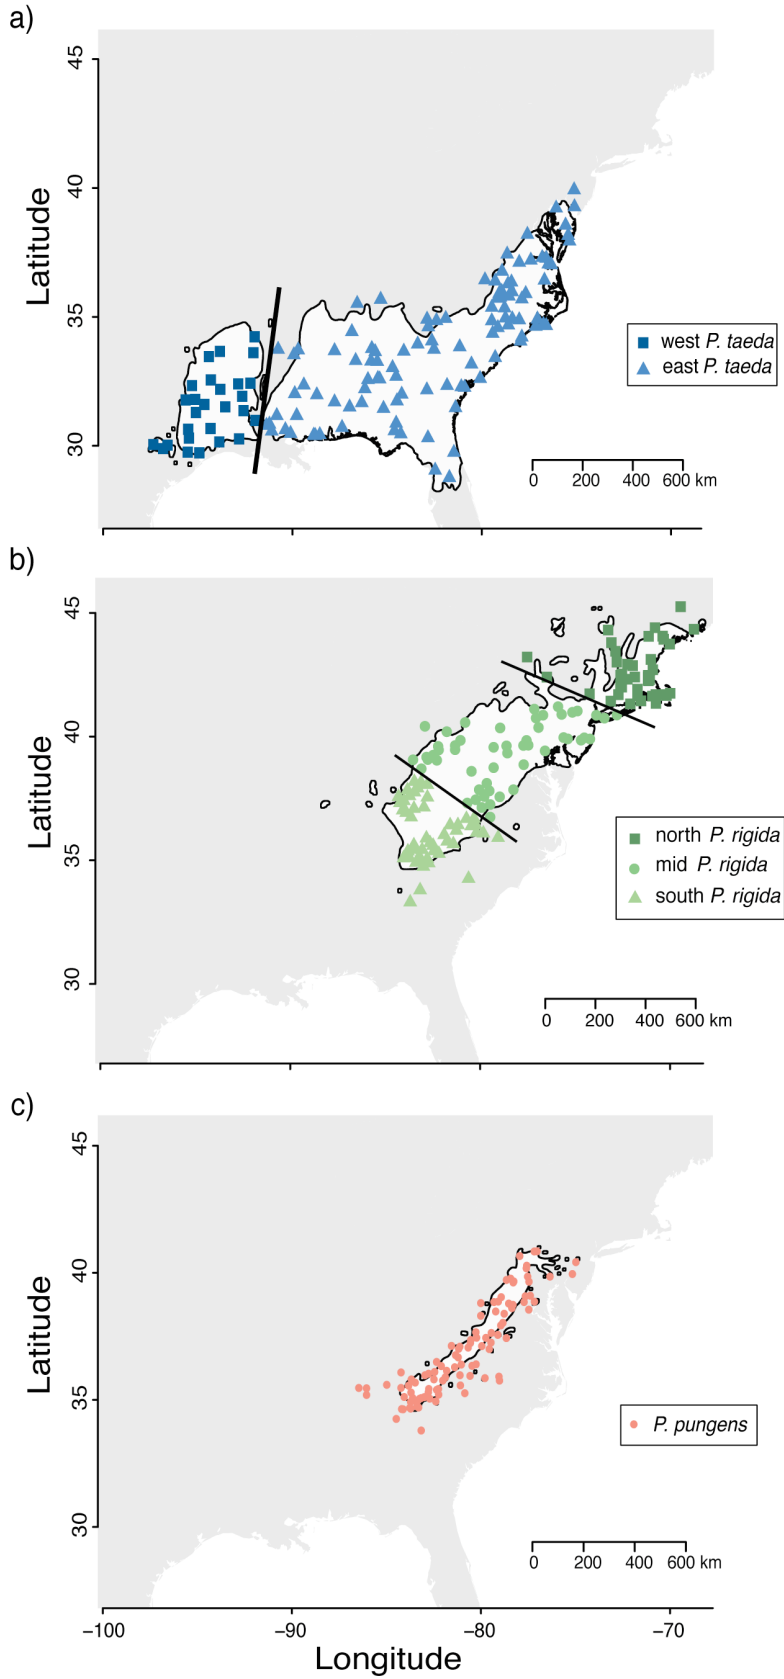 a)
45
40
35
30
Latitude
west P. taeda
east P. taeda
0 200 400 600 km
b)
45
40
35
30
Latitude
north P. rigida
mid P. rigida
south P. rigida
0 200 400 600 km
c)
45
40
35
30
Latitude
P. pungens
0 200 400 600 km
−100 −90 −80 −70
Longitude